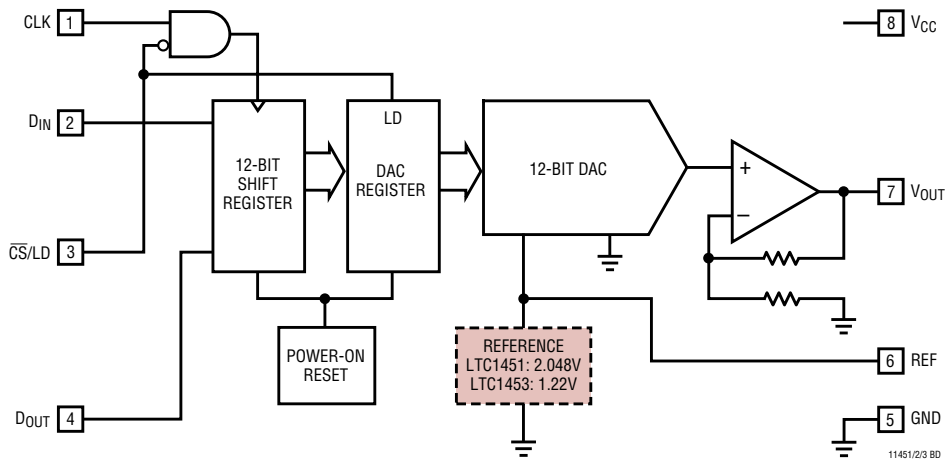 CLK 1
8 VCC
DIN 2
LD
12-BIT
SHIFT
REGISTER
DAC
REGISTER
12-BIT DAC
+
–
7 VOUT
CS/LD 3
POWER-ON
RESET
REFERENCE
LTC1451: 2.048V
LTC1453: 1.22V
6 REF
DOUT 4
5 GND
11451/2/3 BD